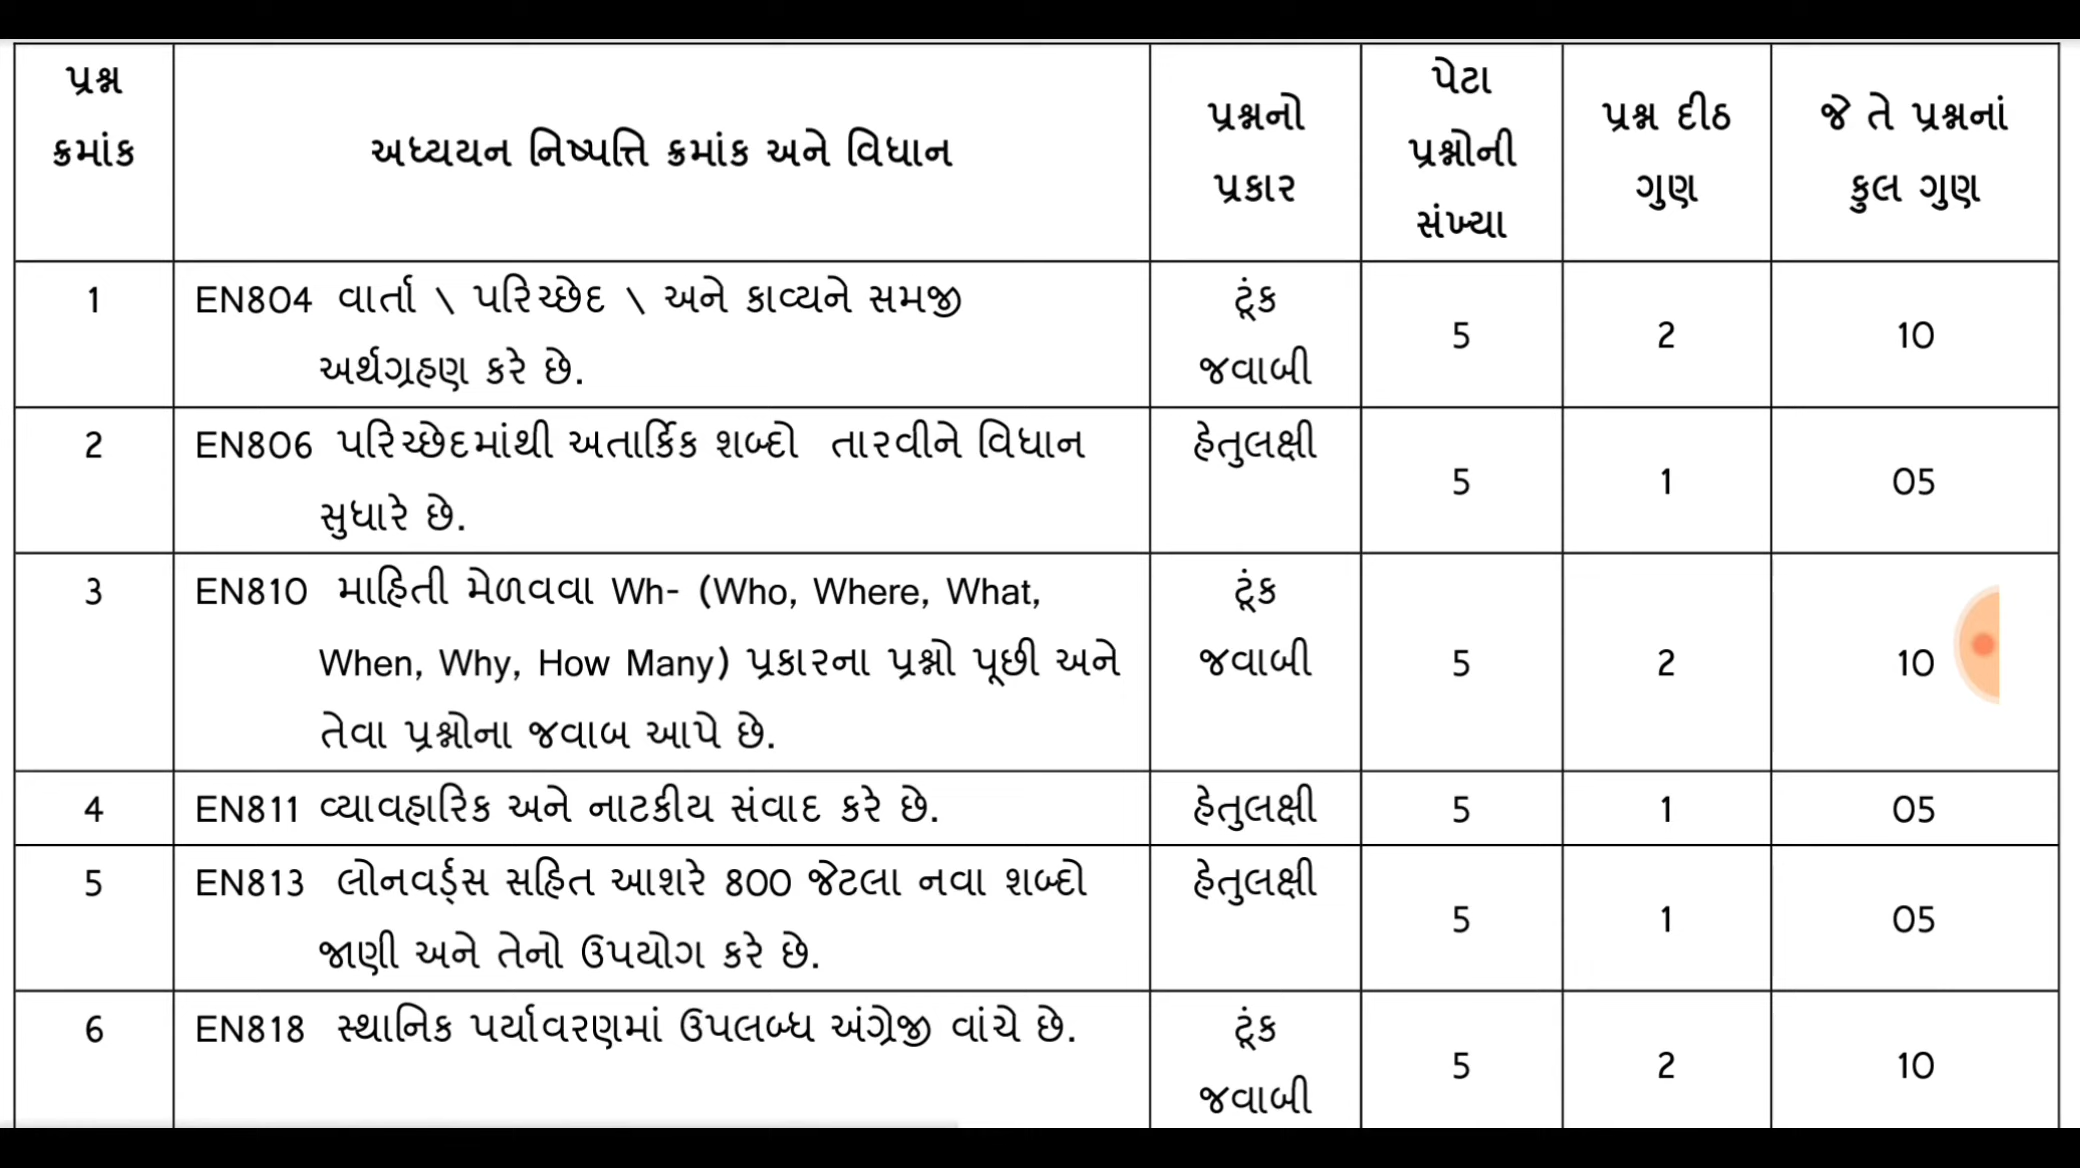 પ્રશ્ન
ક્રમાંક
અધ્યયન નિષ્પત્તિ ક્રમાંક અને વિધાન
પ્રશ્નનો
પ્રકાર
પેટા
પ્રશ્નોની
સંખ્યા
પ્રશ્ન દીઠ
ગુણ
જે તે પ્રશ્નનાં
કુલ ગુણ
1
EN804 વાર્તા \ પરિચ્છેદ \ અને કાવ્યને સમજી
અર્થગ્રહણ કરે છે.
ટૂંક
જવાબી
5
2
10
2
EN806 પરિચ્છેદમાંથી અતાર્કિક શબ્દો તારવીને વિધાન
સુધારે છે.
હેતુલક્ષી
5
1
05
3
EN810 માહિતી મેળવવા Wh- (Who, Where, What,
When, Why, How Many) પ્રકારના પ્રશ્નો પૂછી અને
તેવા પ્રશ્નોના જવાબ આપે છે.
ટૂંક
જવાબી
5
2
10
4
EN811 વ્યાવહારિક અને નાટકીય સંવાદ કરે છે.
હેતુલક્ષી
5
1
05
5
EN813 લોનવર્ડ્સ સહિત આશરે 800 જેટલા નવા શબ્દો
જાણી અને તેનો ઉપયોગ કરે છે.
હેતુલક્ષી
5
1
05
6
EN818 સ્થાનિક પર્યાવરણમાં ઉપલબ્ધ અંગ્રેજી વાંચે છે.
ટૂંક
જવાબી
5
2
10